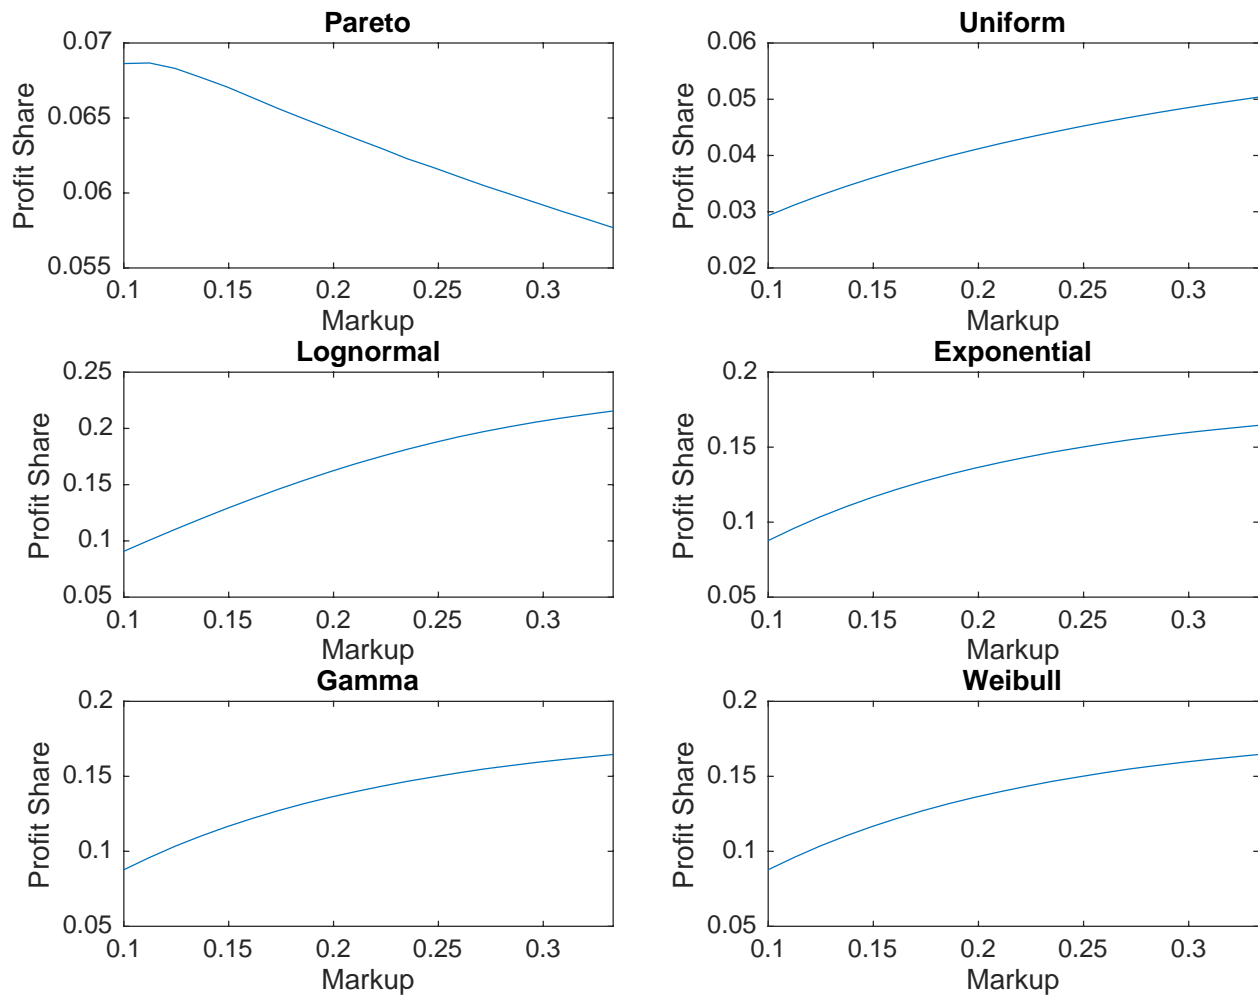 Pareto
0.07
0.065
0.06
0.055
Profit Share
0.1 0.15 0.2 0.25 0.3
Markup
Uniform
0.06
0.05
0.04
0.03
0.02
Profit Share
0.1 0.15 0.2 0.25 0.3
Markup
Lognormal
0.25
0.2
0.15
0.1
0.05
Profit Share
0.1 0.15 0.2 0.25 0.3
Markup
Exponential
0.2
0.15
0.1
0.05
Profit Share
0.1 0.15 0.2 0.25 0.3
Markup
Gamma
0.2
0.15
0.1
0.05
Profit Share
0.1 0.15 0.2 0.25 0.3
Markup
Weibull
0.2
0.15
0.1
0.05
Profit Share
0.1 0.15 0.2 0.25 0.3
Markup